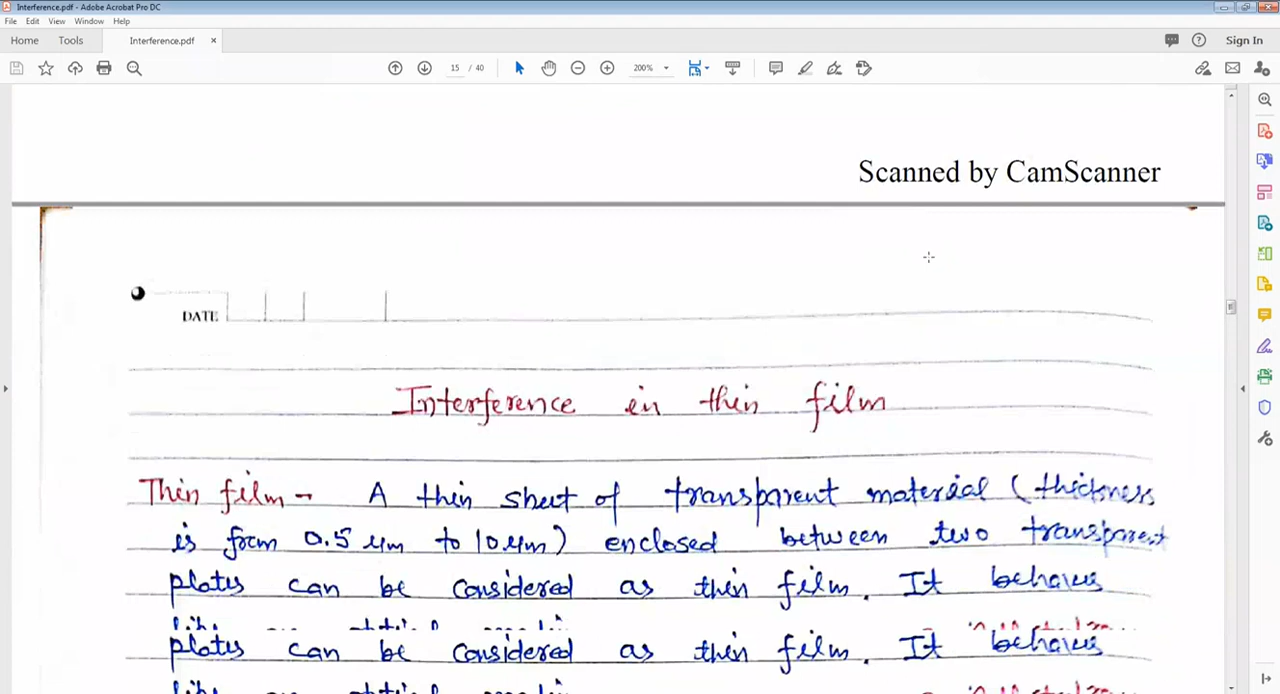 Interference.pdf - Adobe Acrobat Pro DC
File Edit View Window Help
Home Tools Interference.pdf × Sign In
15 / 40 200%
Scanned by CamScanner
DATE
Interference in thin film
Thin film → A thin sheet of transparent material (thickness
is form 0.5 μm to 10 μm) enclosed between two transparent
plates can be considered as thin film. It behaves
plates can be considered as thin film. It behaves